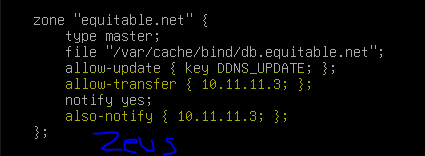 zone "equitable.net" {
type master;
file "/var/cache/bind/db.equitable.net";
allow-update { key DDNS_UPDATE; };
allow-transfer { 10.11.11.3; };
notify yes;
also-notify { 10.11.11.3; };
};
Zeus